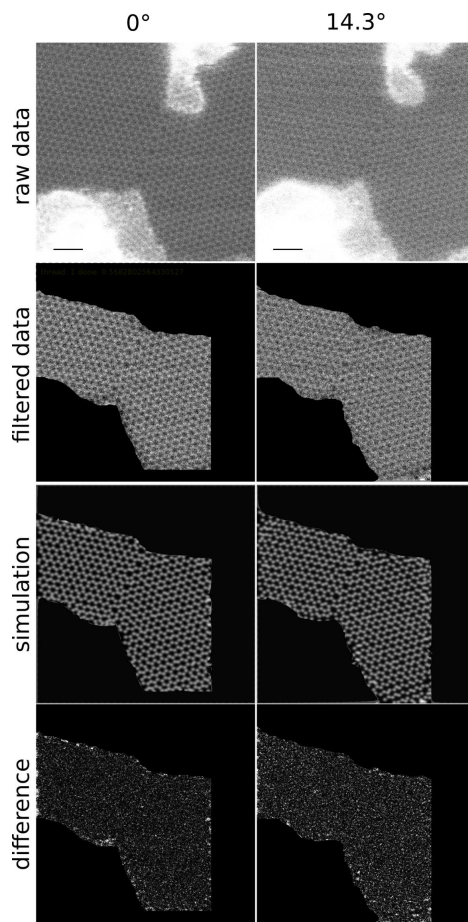 0° 14.3°
raw data
filtered data
simulation
difference